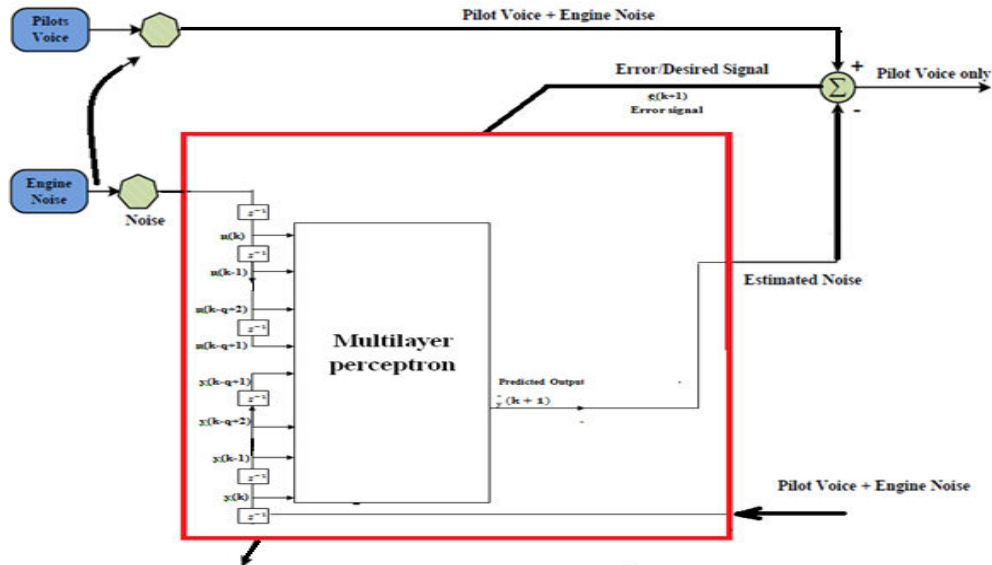 Pilots
Voice
Pilot Voice + Engine Noise
Error/Desired Signal
e(k+1)
Error signal
+
Σ
-
Pilot Voice only
Engine
Noise
Noise
z⁻¹
u(k)
z⁻¹
u(k-1)
u(k-q+2)
z⁻¹
u(k-q+1)
y(k-q+1)
z⁻¹
y(k-q+2)
y(k-1)
z⁻¹
y(k)
z⁻¹
Multilayer
perceptron
Predicted Output
(k + 1)
Estimated Noise
Pilot Voice + Engine Noise